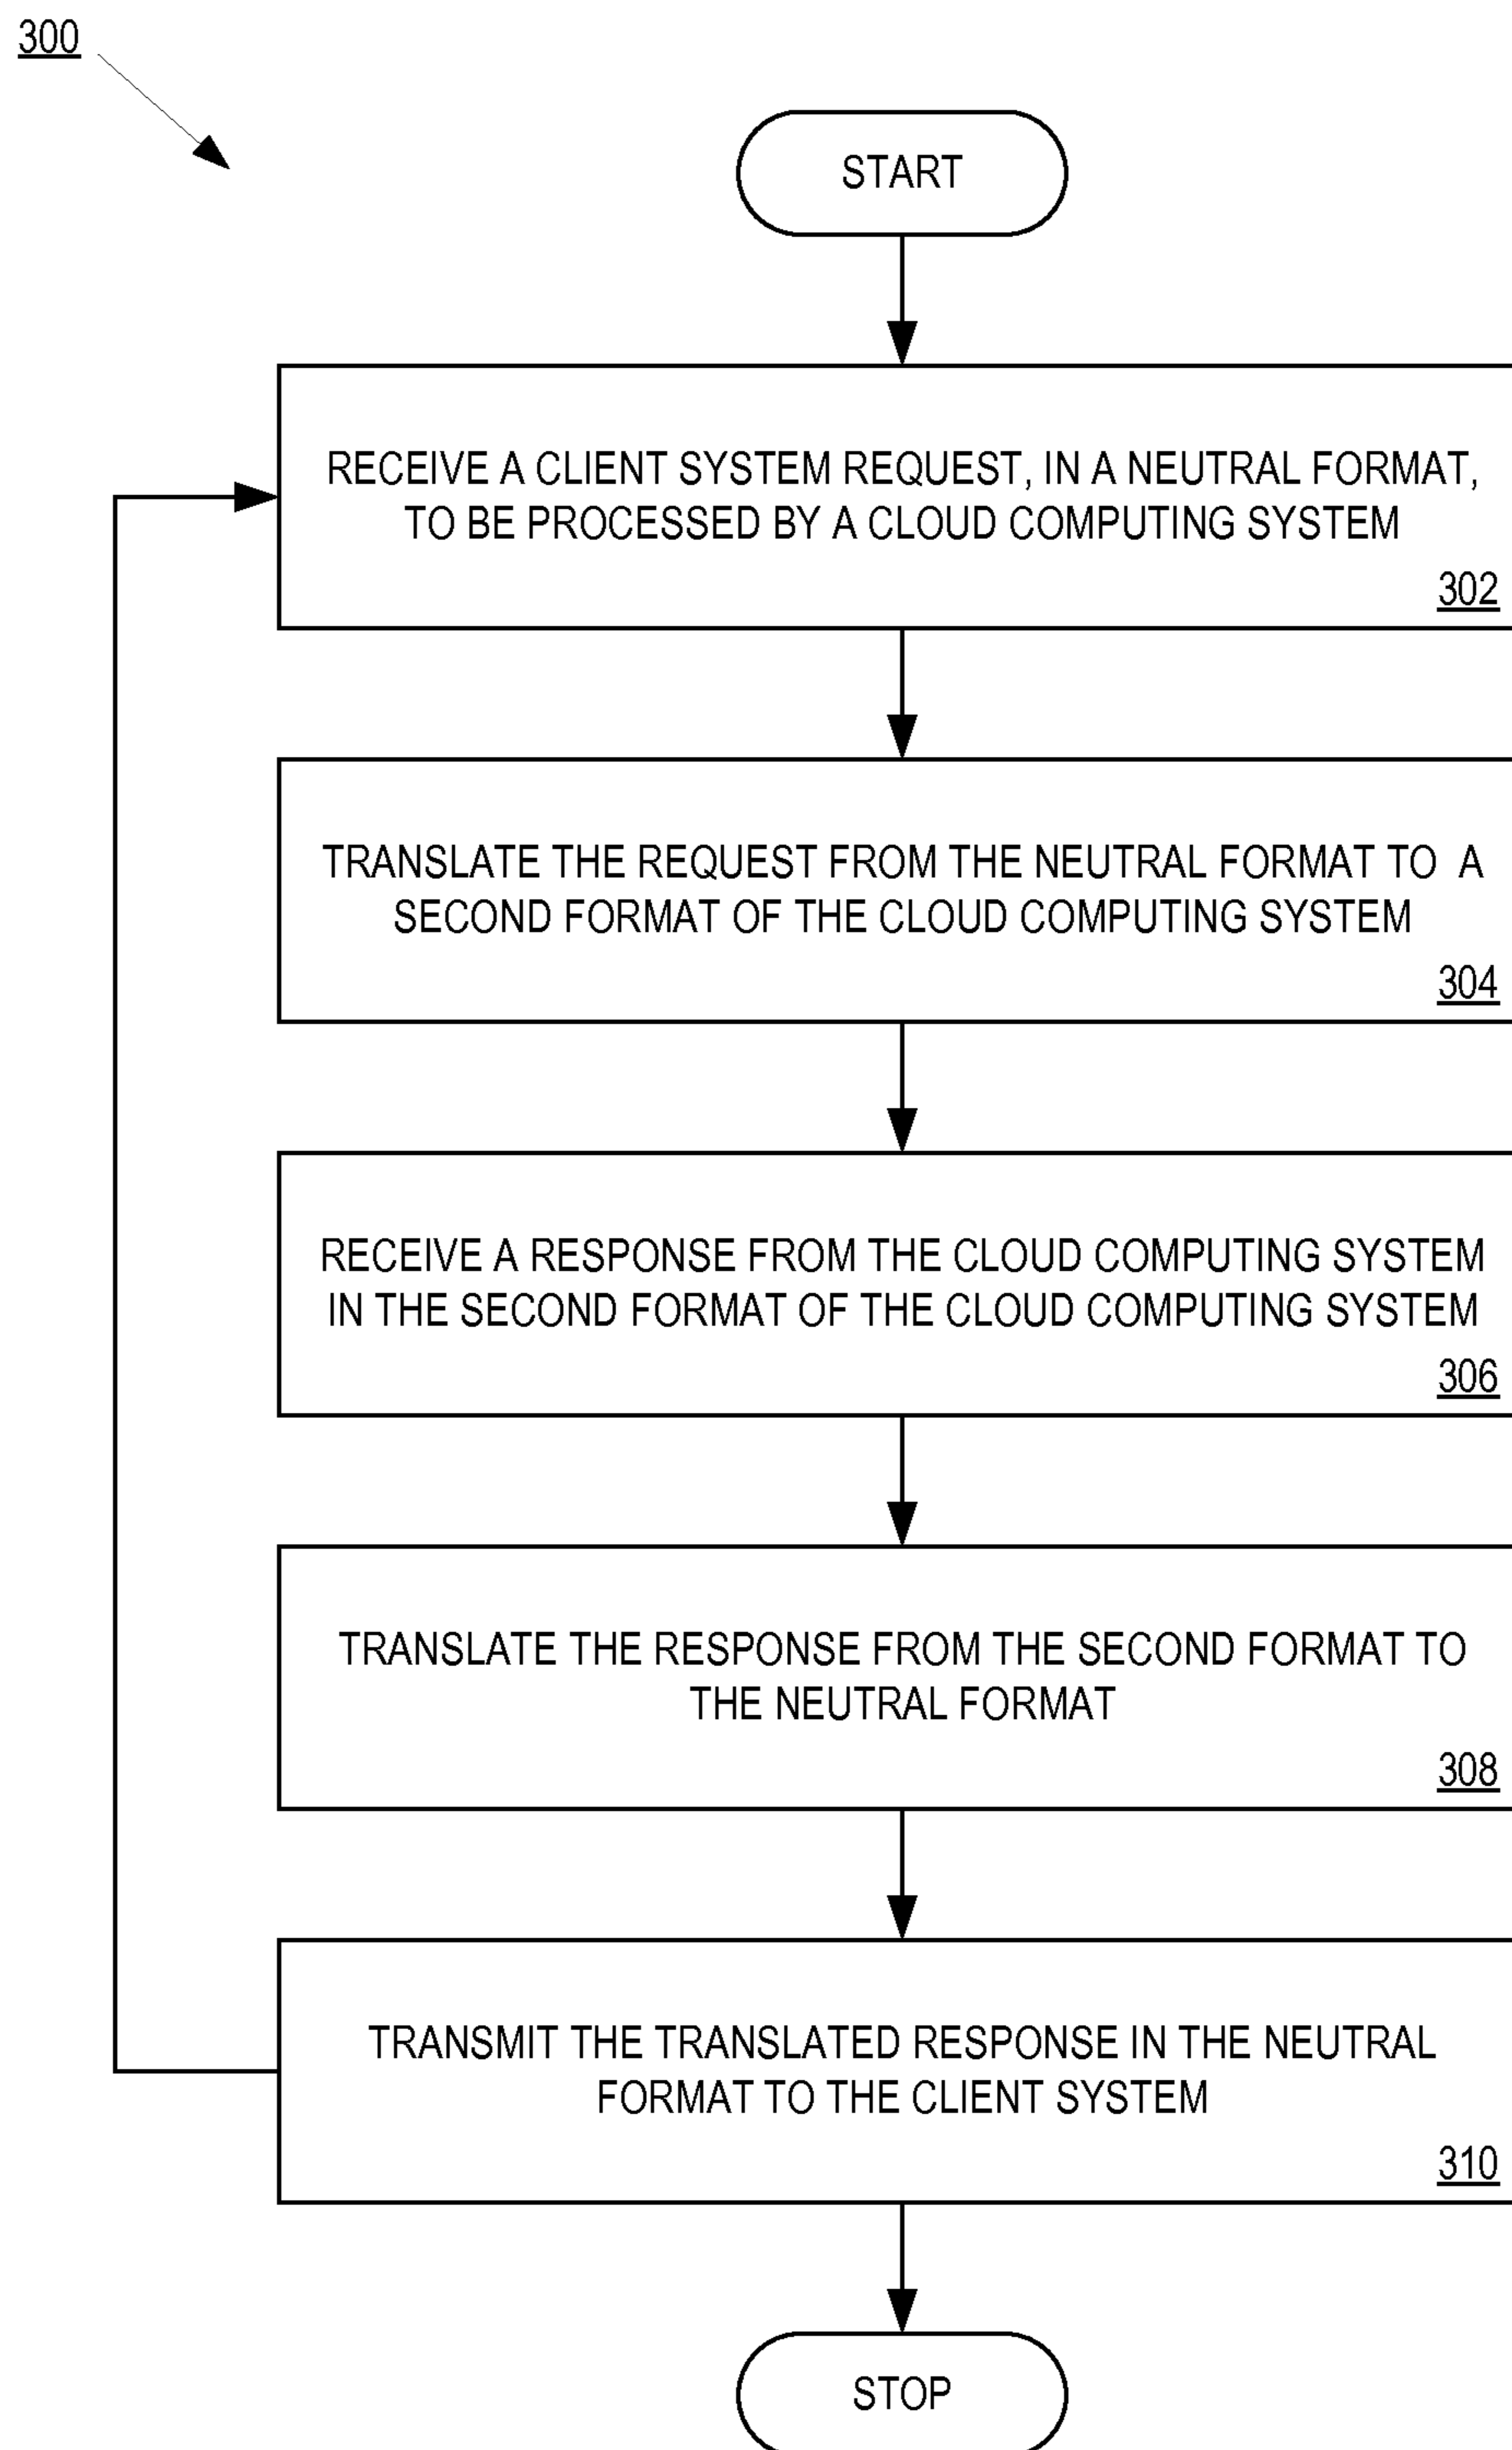 300
START
RECEIVE A CLIENT SYSTEM REQUEST, IN A NEUTRAL FORMAT,
TO BE PROCESSED BY A CLOUD COMPUTING SYSTEM
302
TRANSLATE THE REQUEST FROM THE NEUTRAL FORMAT TO A
SECOND FORMAT OF THE CLOUD COMPUTING SYSTEM
304
RECEIVE A RESPONSE FROM THE CLOUD COMPUTING SYSTEM
IN THE SECOND FORMAT OF THE CLOUD COMPUTING SYSTEM
306
TRANSLATE THE RESPONSE FROM THE SECOND FORMAT TO
THE NEUTRAL FORMAT
308
TRANSMIT THE TRANSLATED RESPONSE IN THE NEUTRAL
FORMAT TO THE CLIENT SYSTEM
310
STOP